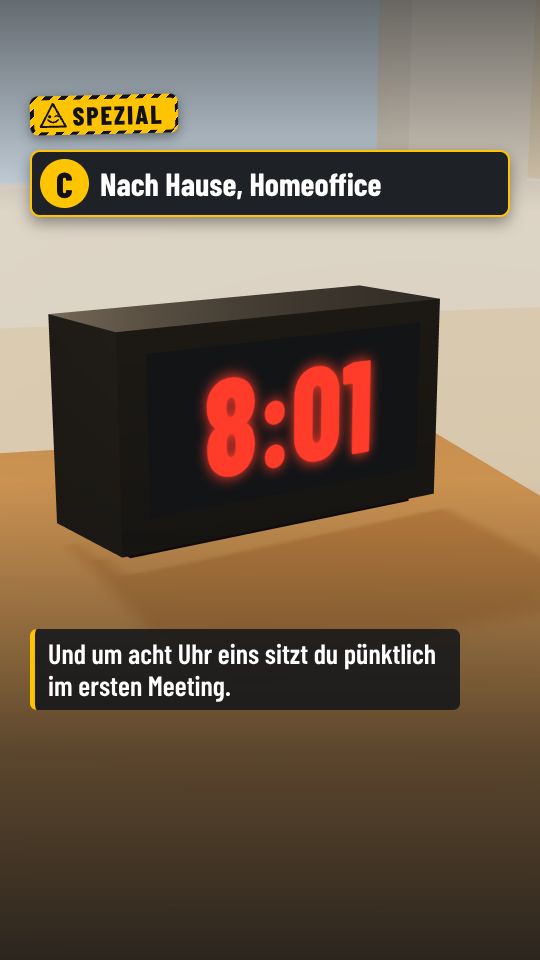 SPEZIAL
C Nach Hause, Homeoffice
8:01
Und um acht Uhr eins sitzt du pünktlich
im ersten Meeting.